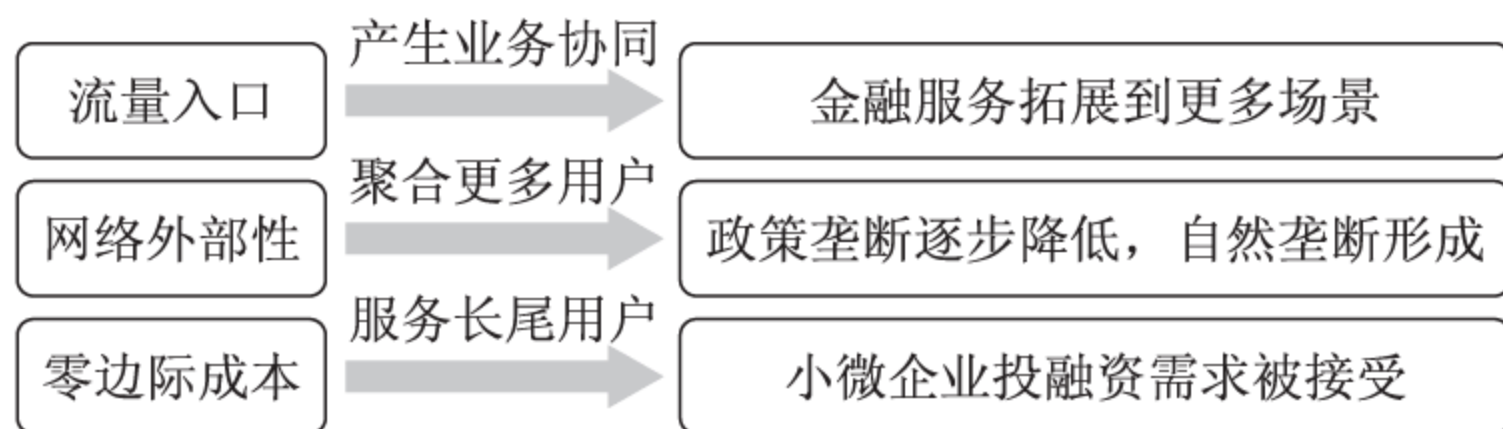 产生业务协同
流量入口
金融服务拓展到更多场景
聚合更多用户
网络外部性
政策垄断逐步降低，自然垄断形成
服务长尾用户
零边际成本
小微企业投融资需求被接受